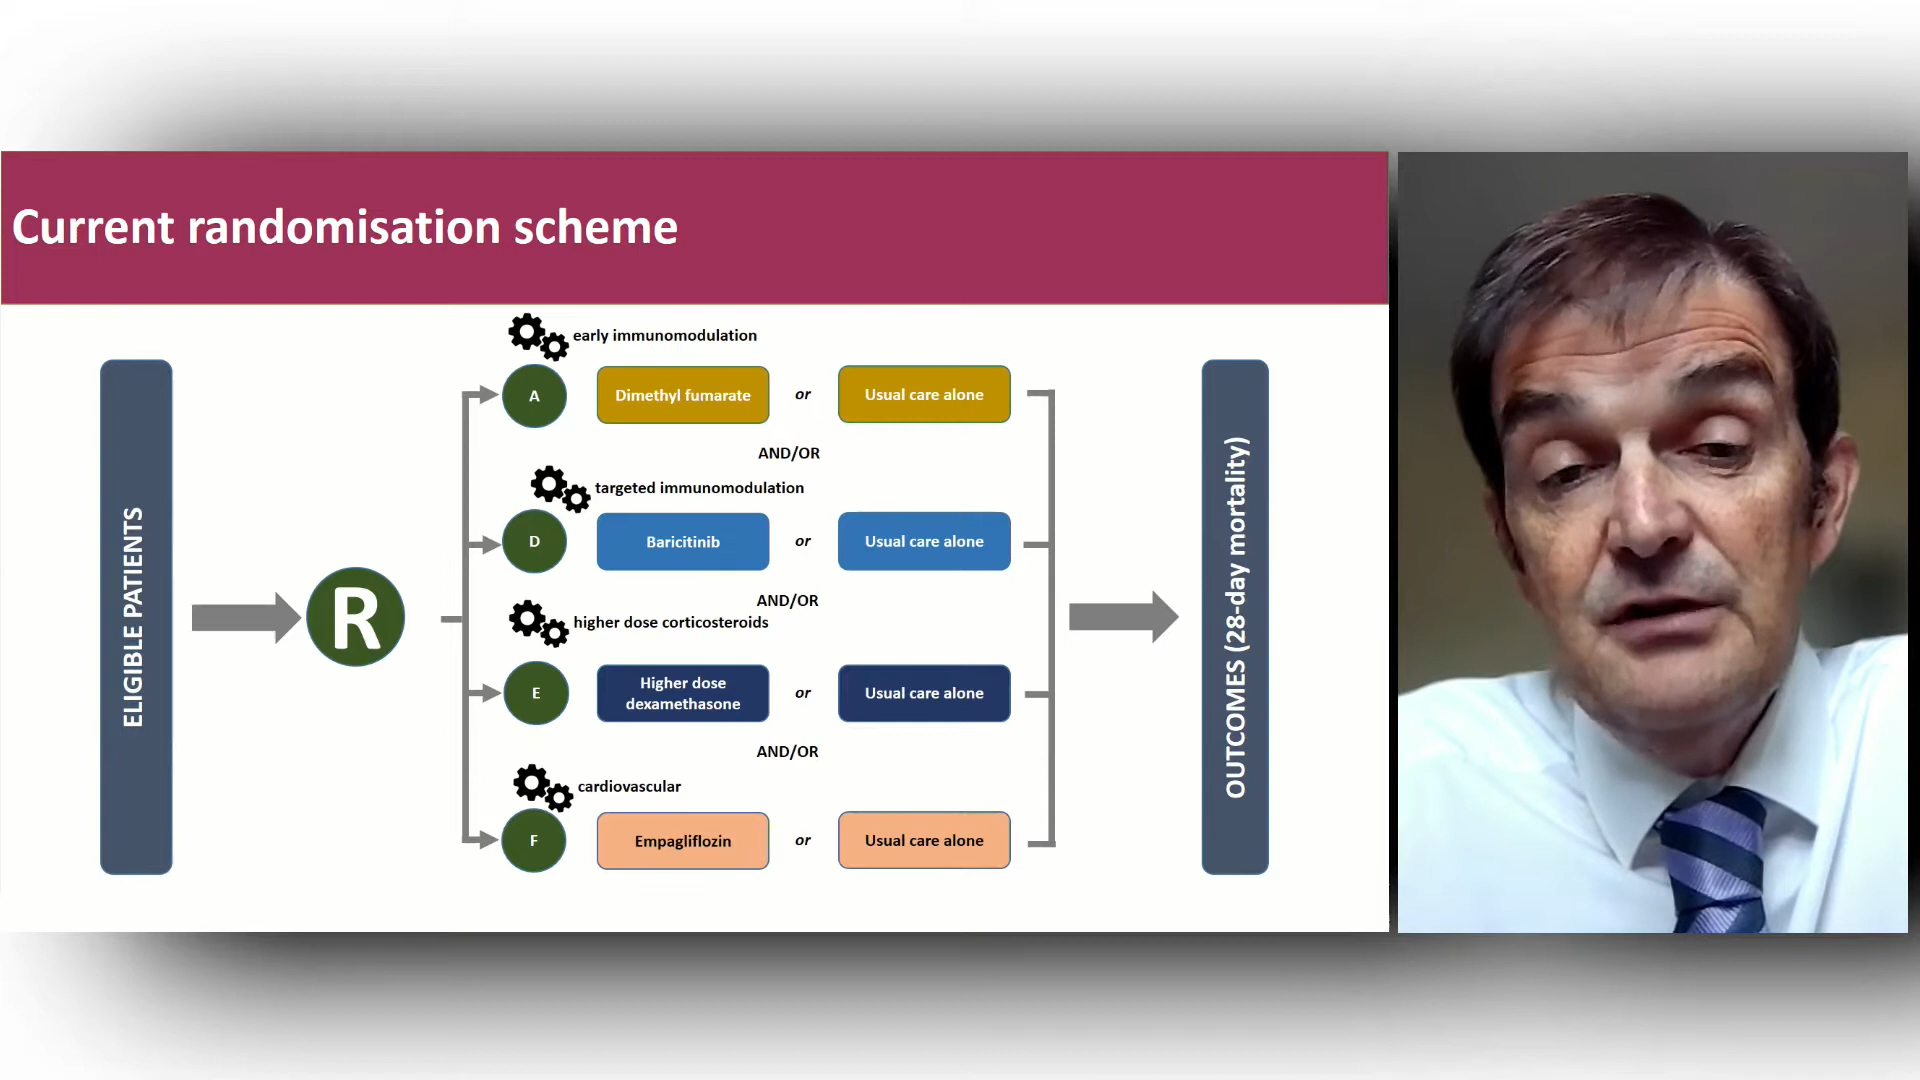 Current randomisation scheme
ELIGIBLE PATIENTS
R
early immunomodulation
A
Dimethyl fumarate
or
Usual care alone
AND/OR
targeted immunomodulation
D
Baricitinib
or
Usual care alone
AND/OR
higher dose corticosteroids
E
Higher dose
dexamethasone
or
Usual care alone
AND/OR
cardiovascular
F
Empagliflozin
or
Usual care alone
OUTCOMES (28-day mortality)